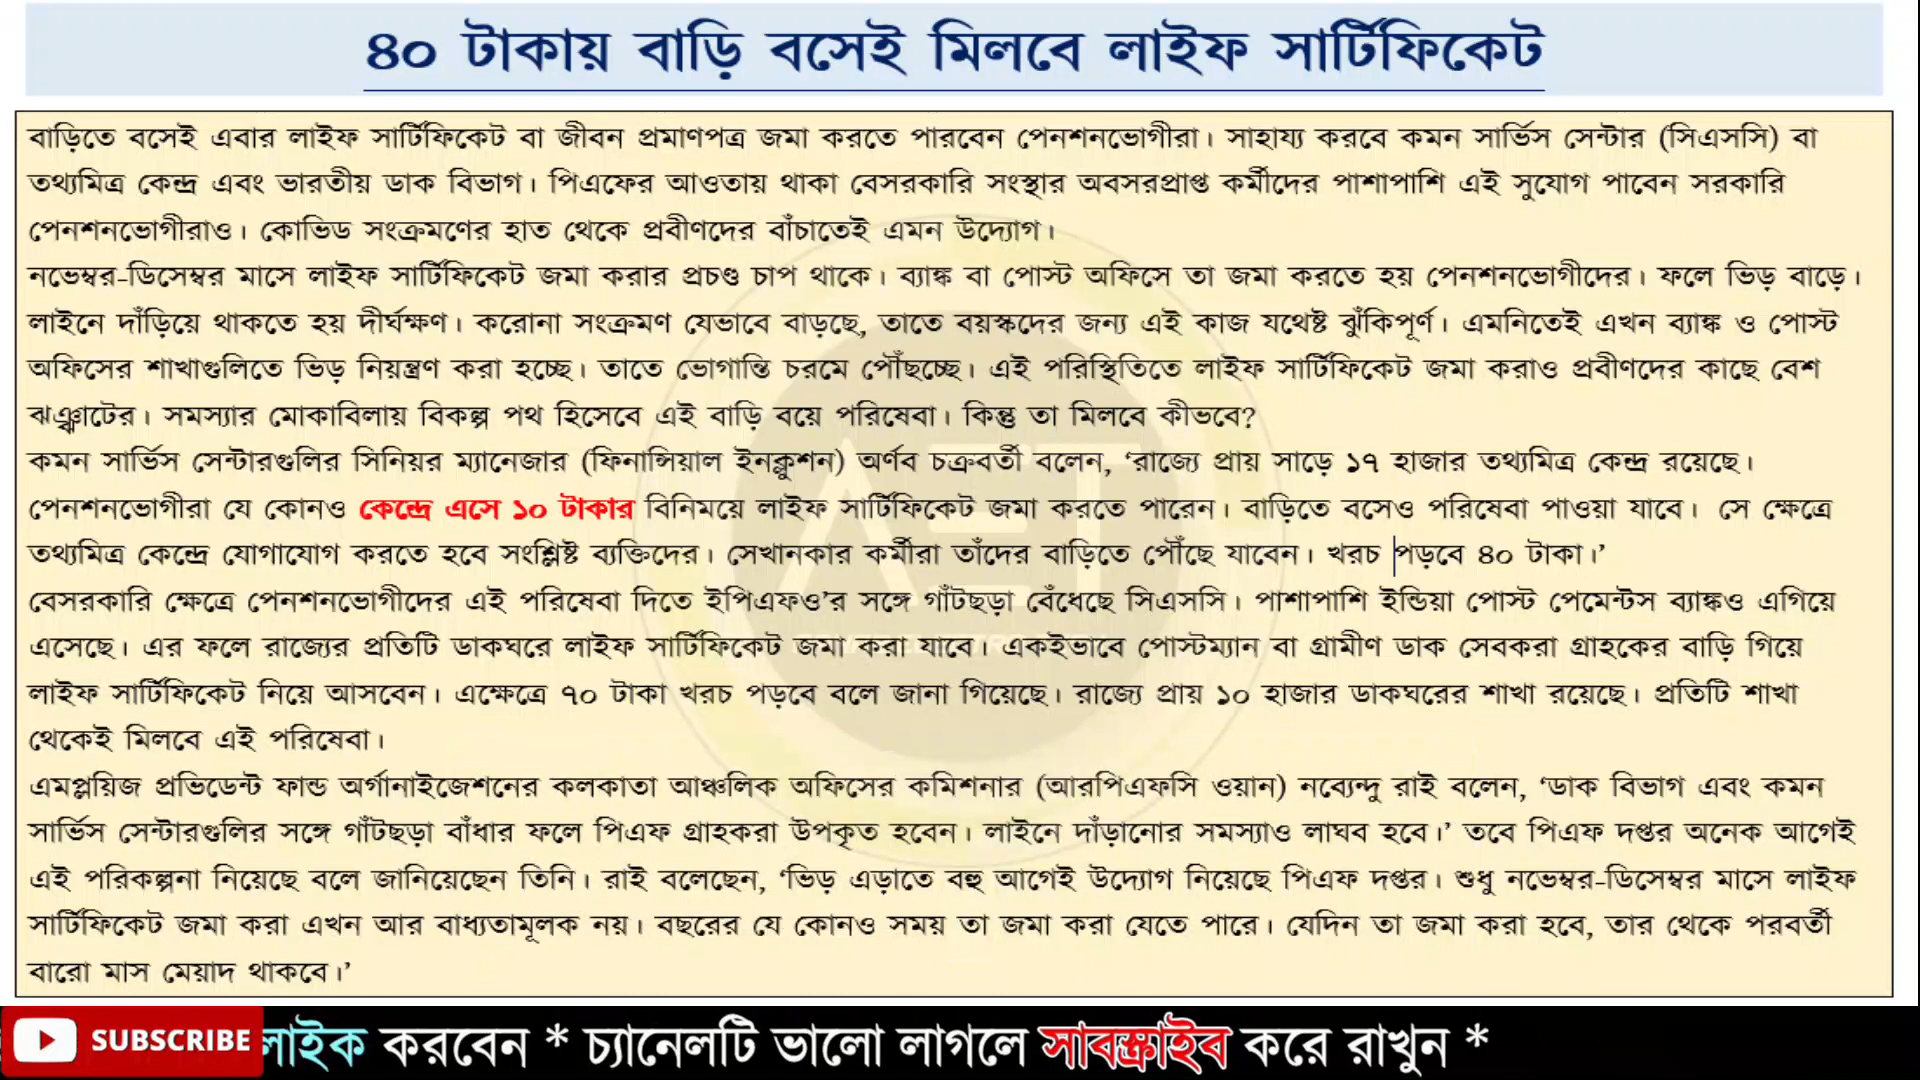 ৪০ টাকায় বাড়ি বসেই মিলবে লাইফ সার্টিফিকেট
বাড়িতে বসেই এবার লাইফ সার্টিফিকেট বা জীবন প্রমাণপত্র জমা করতে পারবেন পেনশনভোগীরা। সাহায্য করবে কমন সার্ভিস সেন্টার (সিএসসি) বা
তথ্যমিত্র কেন্দ্র এবং ভারতীয় ডাক বিভাগ। পিএফের আওতায় থাকা বেসরকারি সংস্থার অবসরপ্রাপ্ত কর্মীদের পাশাপাশি এই সুযোগ পাবেন সরকারি
পেনশনভোগীরাও। কোভিড সংক্রমণের হাত থেকে প্রবীণদের বাঁচাতেই এমন উদ্যোগ।
নভেম্বর-ডিসেম্বর মাসে লাইফ সার্টিফিকেট জমা করার প্রচণ্ড চাপ থাকে। ব্যাঙ্ক বা পোস্ট অফিসে তা জমা করতে হয় পেনশনভোগীদের। ফলে ভিড় বাড়ে।
লাইনে দাঁড়িয়ে থাকতে হয় দীর্ঘক্ষণ। করোনা সংক্রমণ যেভাবে বাড়ছে, তাতে বয়স্কদের জন্য এই কাজ যথেষ্ট ঝুঁকিপূর্ণ। এমনিতেই এখন ব্যাঙ্ক ও পোস্ট
অফিসের শাখাগুলিতে ভিড় নিয়ন্ত্রণ করা হচ্ছে। তাতে ভোগান্তি চরমে পৌঁছচ্ছে। এই পরিস্থিতিতে লাইফ সার্টিফিকেট জমা করাও প্রবীণদের কাছে বেশ
ঝঞ্ঝাটের। সমস্যার মোকাবিলায় বিকল্প পথ হিসেবে এই বাড়ি বয়ে পরিষেবা। কিন্তু তা মিলবে কীভবে?
কমন সার্ভিস সেন্টারগুলির সিনিয়র ম্যানেজার (ফিনান্সিয়াল ইনক্লুশন) অর্ণব চক্রবর্তী বলেন, ‘রাজ্যে প্রায় সাড়ে ১৭ হাজার তথ্যমিত্র কেন্দ্র রয়েছে।
পেনশনভোগীরা যে কোনও কেন্দ্রে এসে ১০ টাকার বিনিময়ে লাইফ সার্টিফিকেট জমা করতে পারেন। বাড়িতে বসেও পরিষেবা পাওয়া যাবে। সে ক্ষেত্রে
তথ্যমিত্র কেন্দ্রে যোগাযোগ করতে হবে সংশ্লিষ্ট ব্যক্তিদের। সেখানকার কর্মীরা তাঁদের বাড়িতে পৌঁছে যাবেন। খরচ পড়বে ৪০ টাকা।’
বেসরকারি ক্ষেত্রে পেনশনভোগীদের এই পরিষেবা দিতে ইপিএফও’র সঙ্গে গাঁটছড়া বেঁধেছে সিএসসি। পাশাপাশি ইন্ডিয়া পোস্ট পেমেন্টস ব্যাঙ্কও এগিয়ে
এসেছে। এর ফলে রাজ্যের প্রতিটি ডাকঘরে লাইফ সার্টিফিকেট জমা করা যাবে। একইভাবে পোস্টম্যান বা গ্রামীণ ডাক সেবকরা গ্রাহকের বাড়ি গিয়ে
লাইফ সার্টিফিকেট নিয়ে আসবেন। এক্ষেত্রে ৭০ টাকা খরচ পড়বে বলে জানা গিয়েছে। রাজ্যে প্রায় ১০ হাজার ডাকঘরের শাখা রয়েছে। প্রতিটি শাখা
থেকেই মিলবে এই পরিষেবা।
এমপ্লয়িজ প্রভিডেন্ট ফান্ড অর্গানাইজেশনের কলকাতা আঞ্চলিক অফিসের কমিশনার (আরপিএফসি ওয়ান) নব্যেন্দু রাই বলেন, ‘ডাক বিভাগ এবং কমন
সার্ভিস সেন্টারগুলির সঙ্গে গাঁটছড়া বাঁধার ফলে পিএফ গ্রাহকরা উপকৃত হবেন। লাইনে দাঁড়ানোর সমস্যাও লাঘব হবে।’ তবে পিএফ দপ্তর অনেক আগেই
এই পরিকল্পনা নিয়েছে বলে জানিয়েছেন তিনি। রাই বলেছেন, ‘ভিড় এড়াতে বহু আগেই উদ্যোগ নিয়েছে পিএফ দপ্তর। শুধু নভেম্বর-ডিসেম্বর মাসে লাইফ
সার্টিফিকেট জমা করা এখন আর বাধ্যতামূলক নয়। বছরের যে কোনও সময় তা জমা করা যেতে পারে। যেদিন তা জমা করা হবে, তার থেকে পরবর্তী
বারো মাস মেয়াদ থাকবে।’
SUBSCRIBE লাইক করবেন * চ্যানেলটি ভালো লাগলে সাবস্ক্রাইব করে রাখুন *